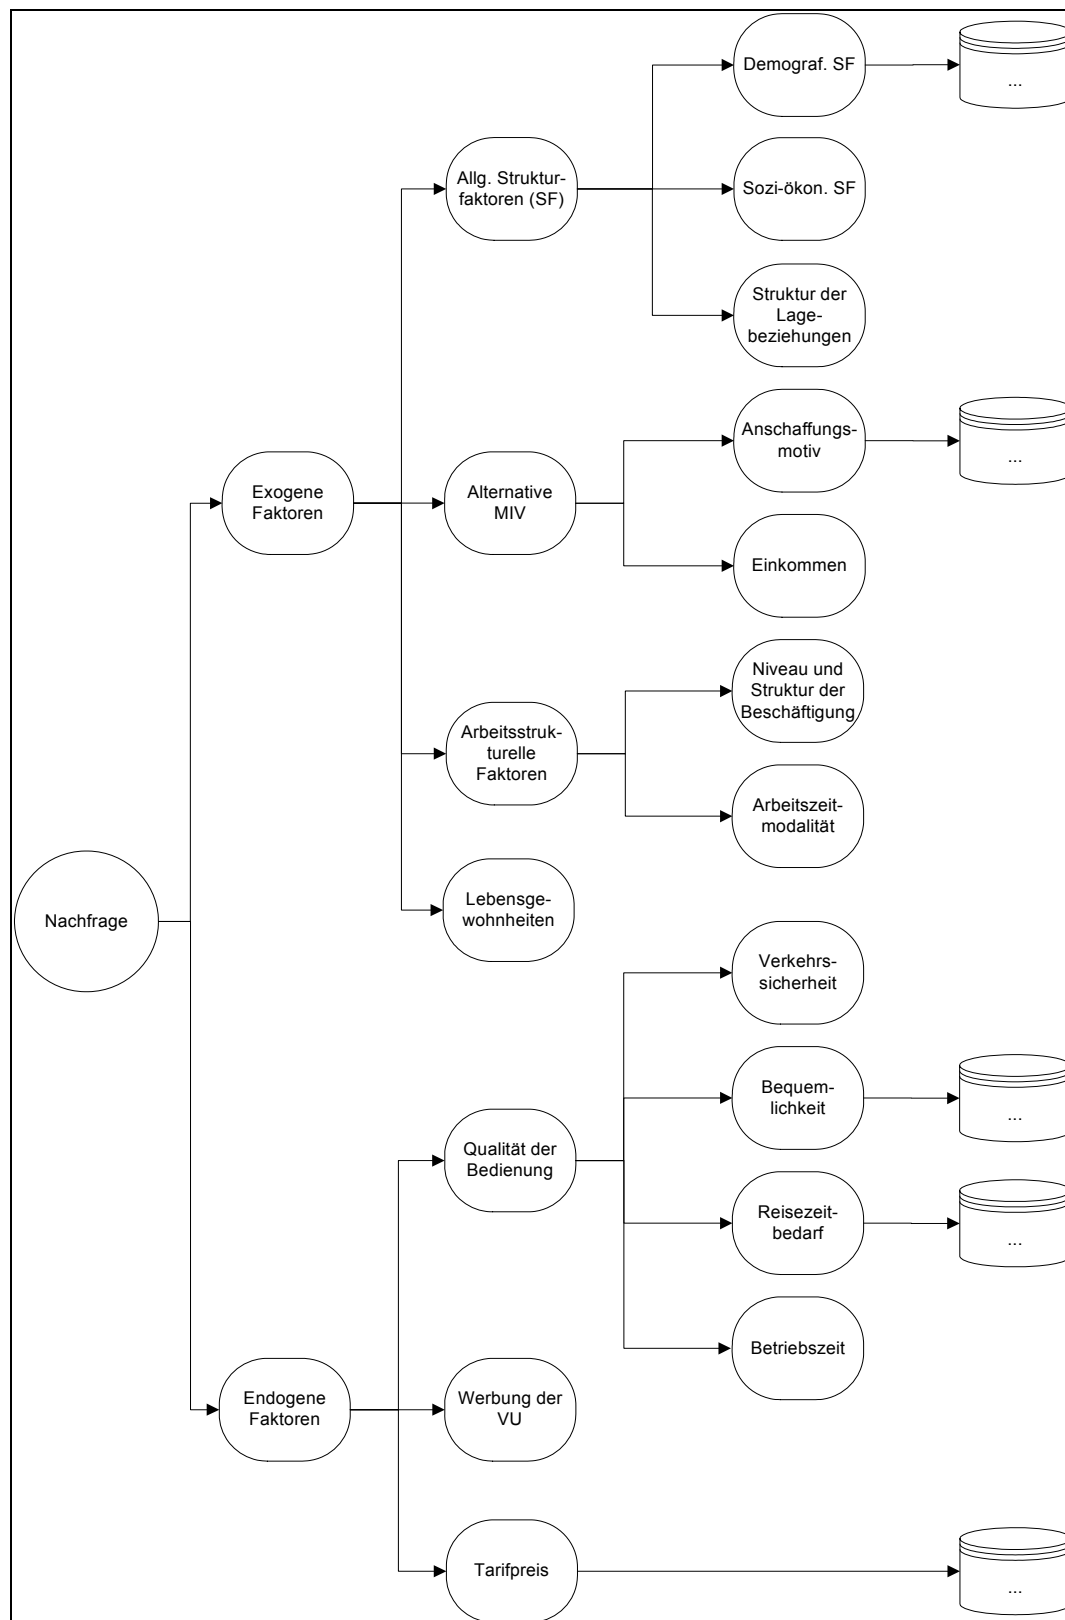 Demograf. SF
...
Allg. Struktur-
faktoren (SF)
Sozi-ökon. SF
Struktur der
Lage-
beziehungen
Anschaffungs-
motiv
...
Exogene
Faktoren
Alternative
MIV
Einkommen
Niveau und
Struktur der
Beschäftigung
Arbeitsstruk-
turelle
Faktoren
Arbeitszeit-
modalität
Lebensge-
wohnheiten
Nachfrage
Verkehrs-
sicherheit
Bequem-
lichkeit
...
Qualität der
Bedienung
Reisezeit-
bedarf
...
Betriebszeit
Endogene
Faktoren
Werbung der
VU
Tarifpreis
...